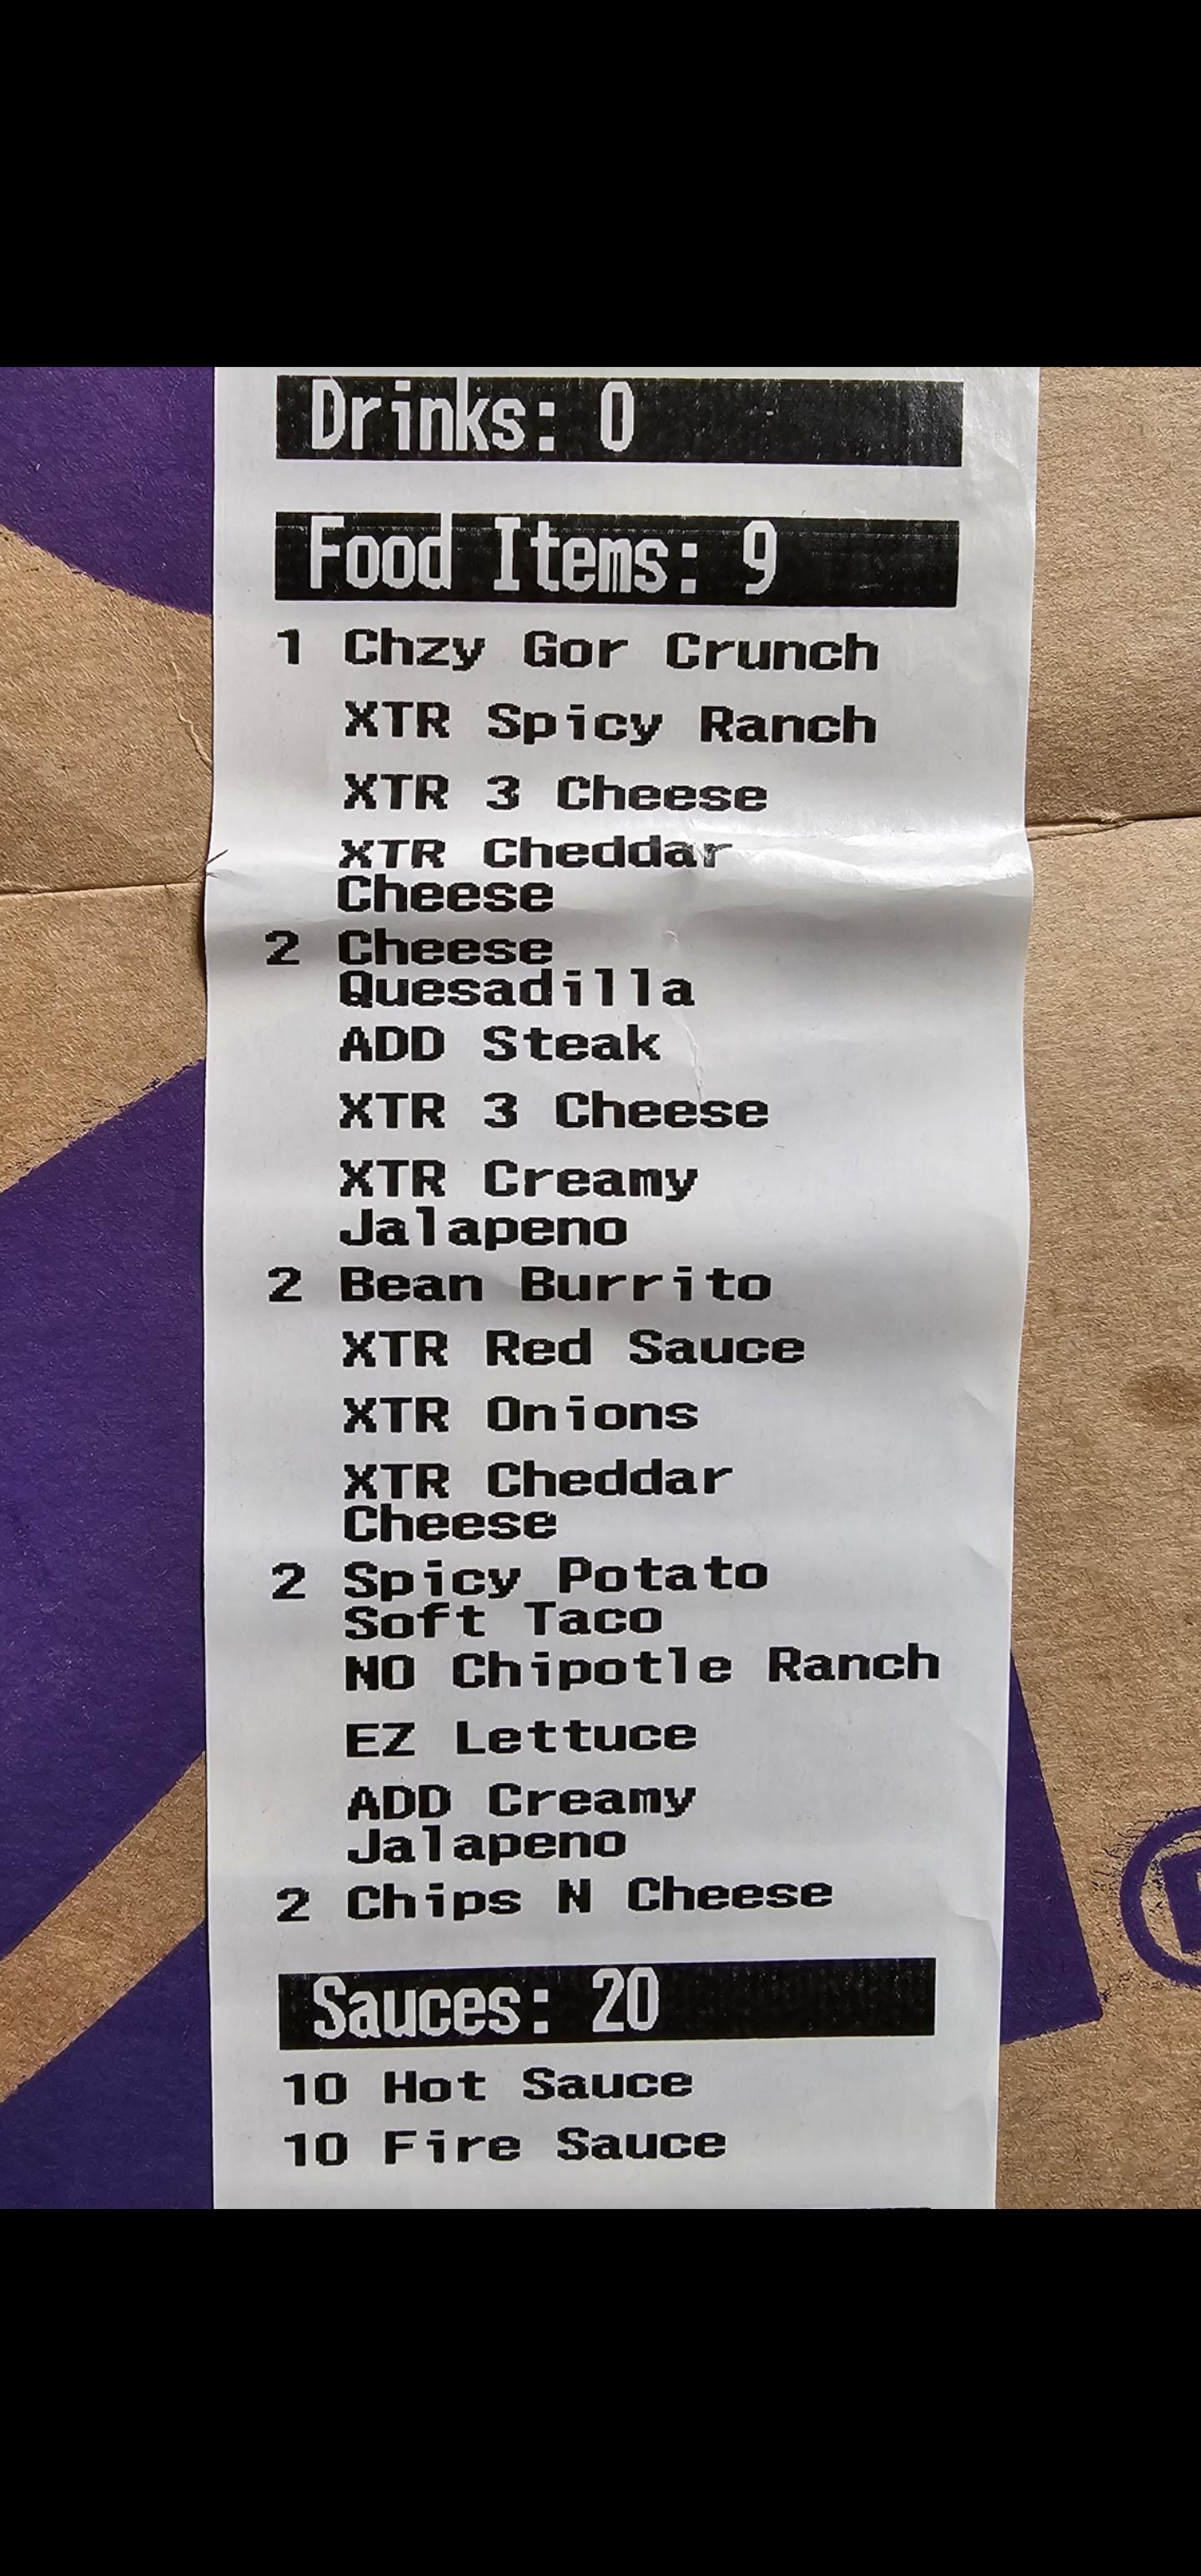 Drinks: 0
Food Items: 9
1 Chzy Gor Crunch
XTR Spicy Ranch
XTR 3 Cheese
XTR Cheddar
Cheese
2 Cheese
Quesadilla
ADD Steak
XTR 3 Cheese
XTR Creamy
Jalapeno
2 Bean Burrito
XTR Red Sauce
XTR Onions
XTR Cheddar
Cheese
2 Spicy Potato
Soft Taco
NO Chipotle Ranch
EZ Lettuce
ADD Creamy
Jalapeno
2 Chips N Cheese
Sauces: 20
10 Hot Sauce
10 Fire Sauce